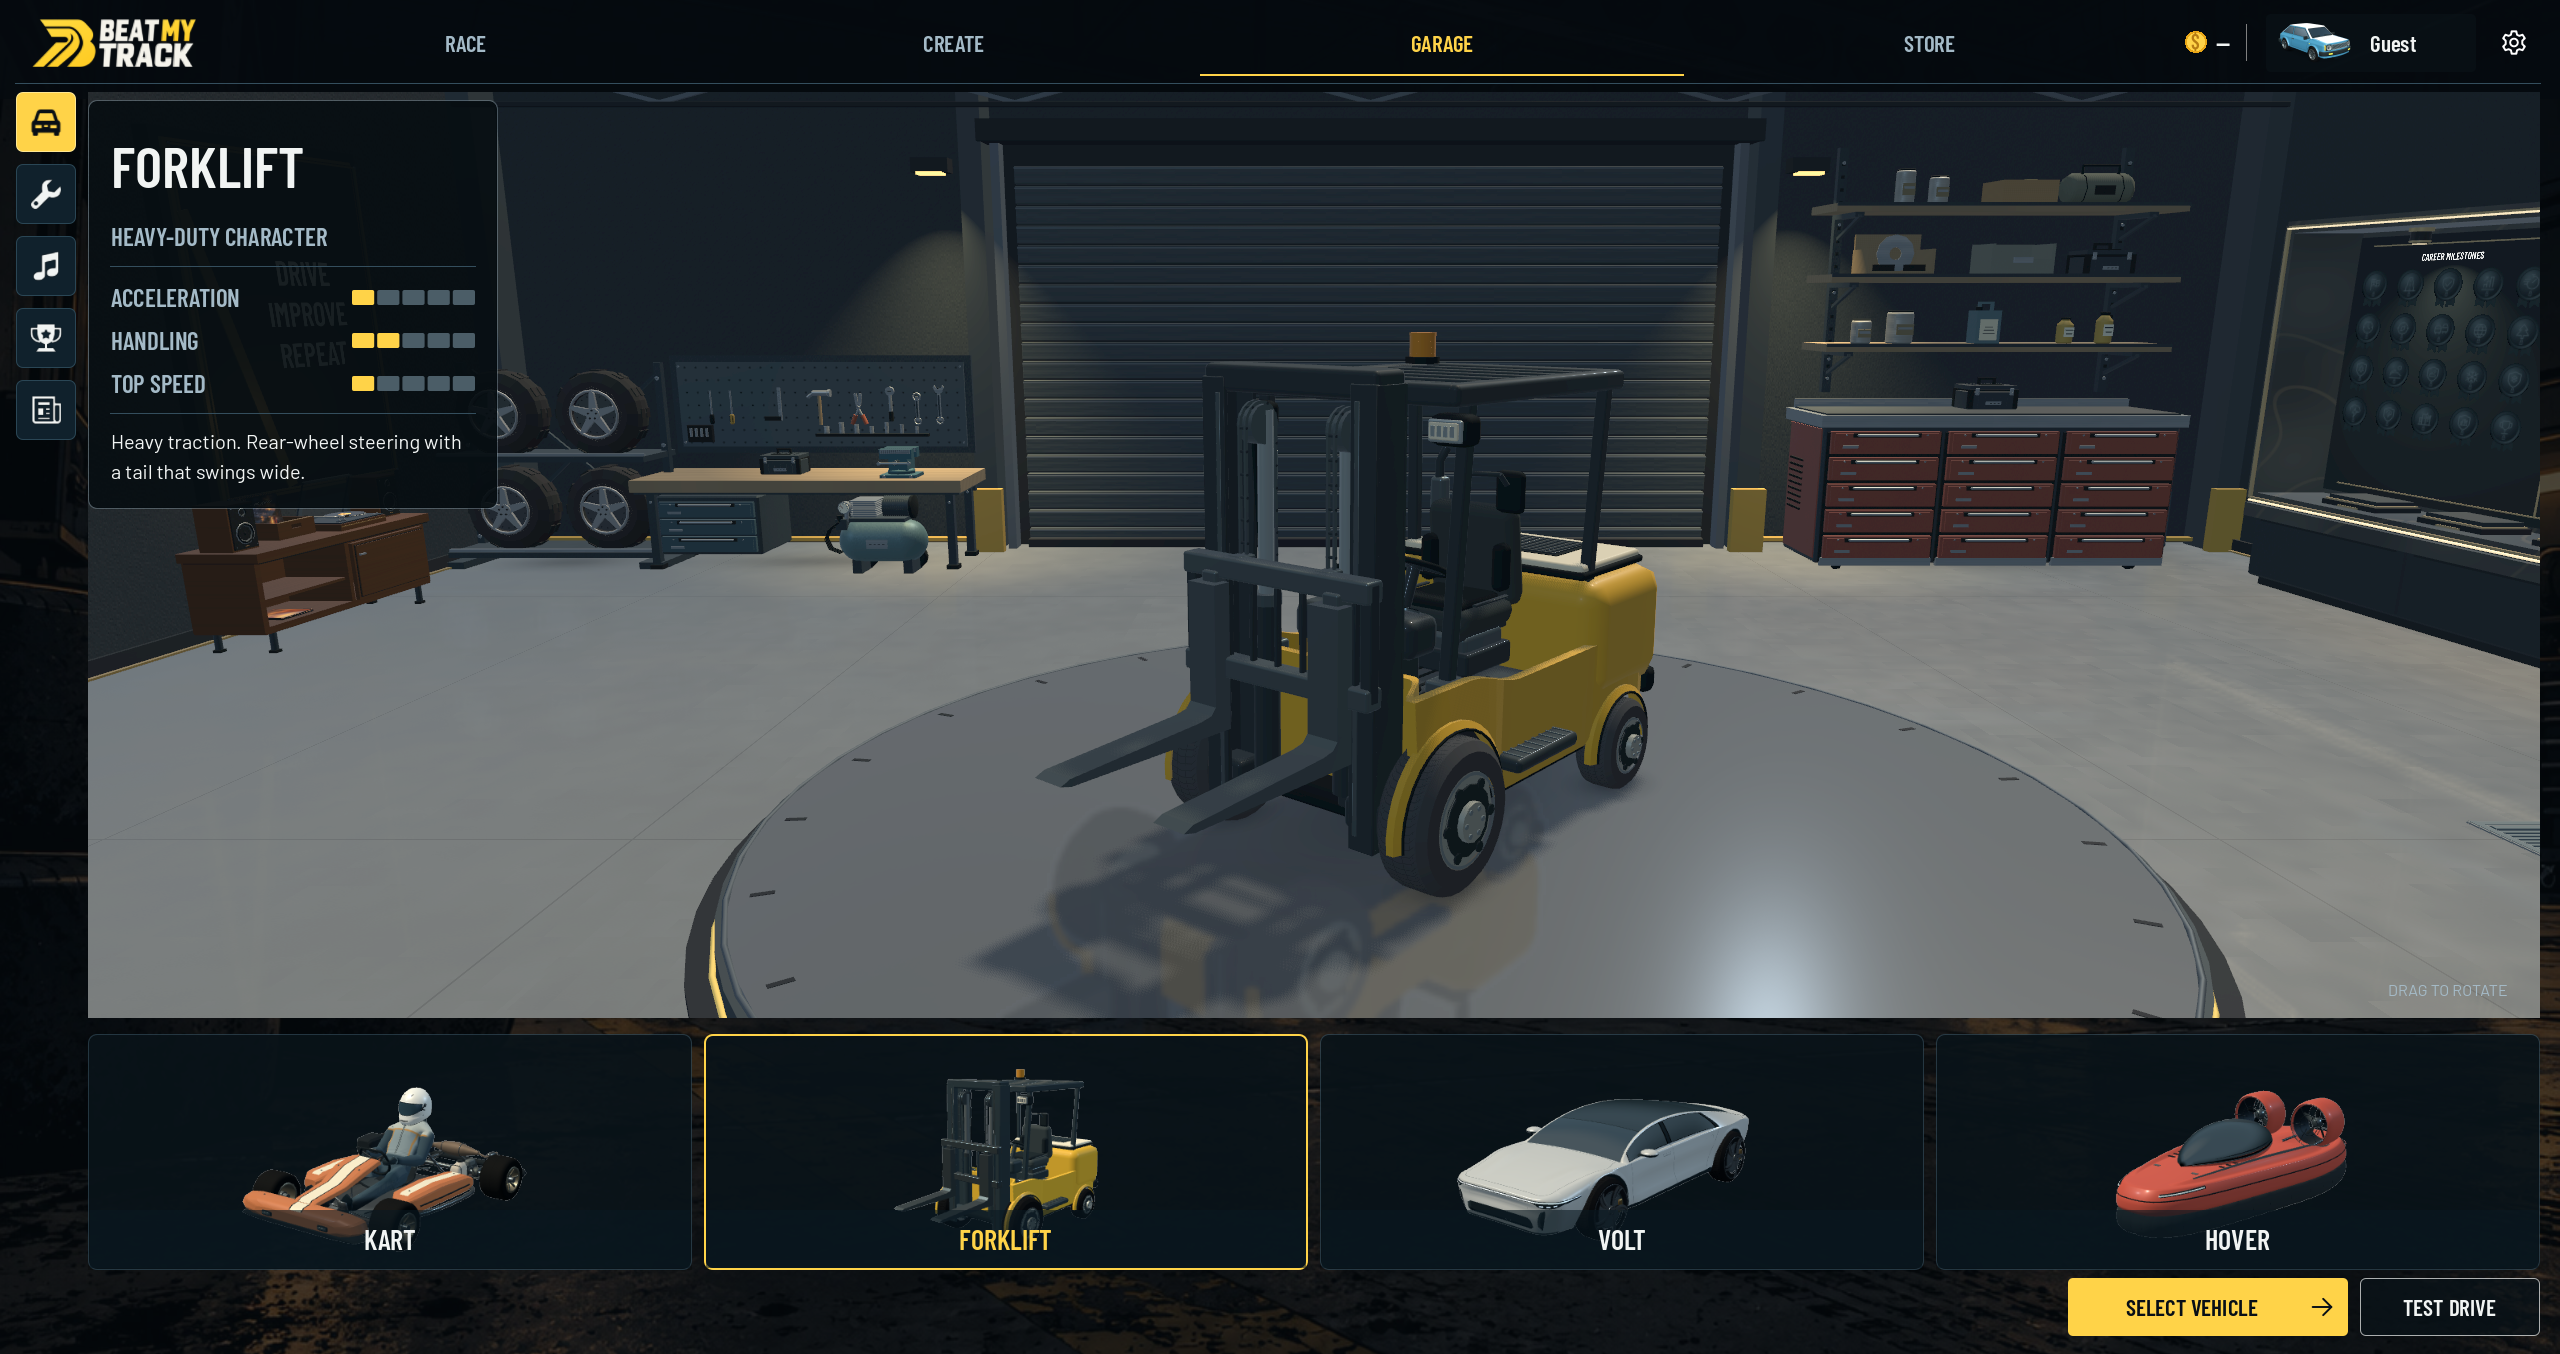 BEATMY
TRACK
RACE
CREATE
GARAGE
STORE
–
Guest
FORKLIFT
HEAVY-DUTY CHARACTER
DRIVE
IMPROVE
REPEAT
ACCELERATION
HANDLING
TOP SPEED
Heavy traction. Rear-wheel steering with
a tail that swings wide.
CAREER MILESTONES
DRAG TO ROTATE
KART
FORKLIFT
VOLT
HOVER
SELECT VEHICLE
TEST DRIVE